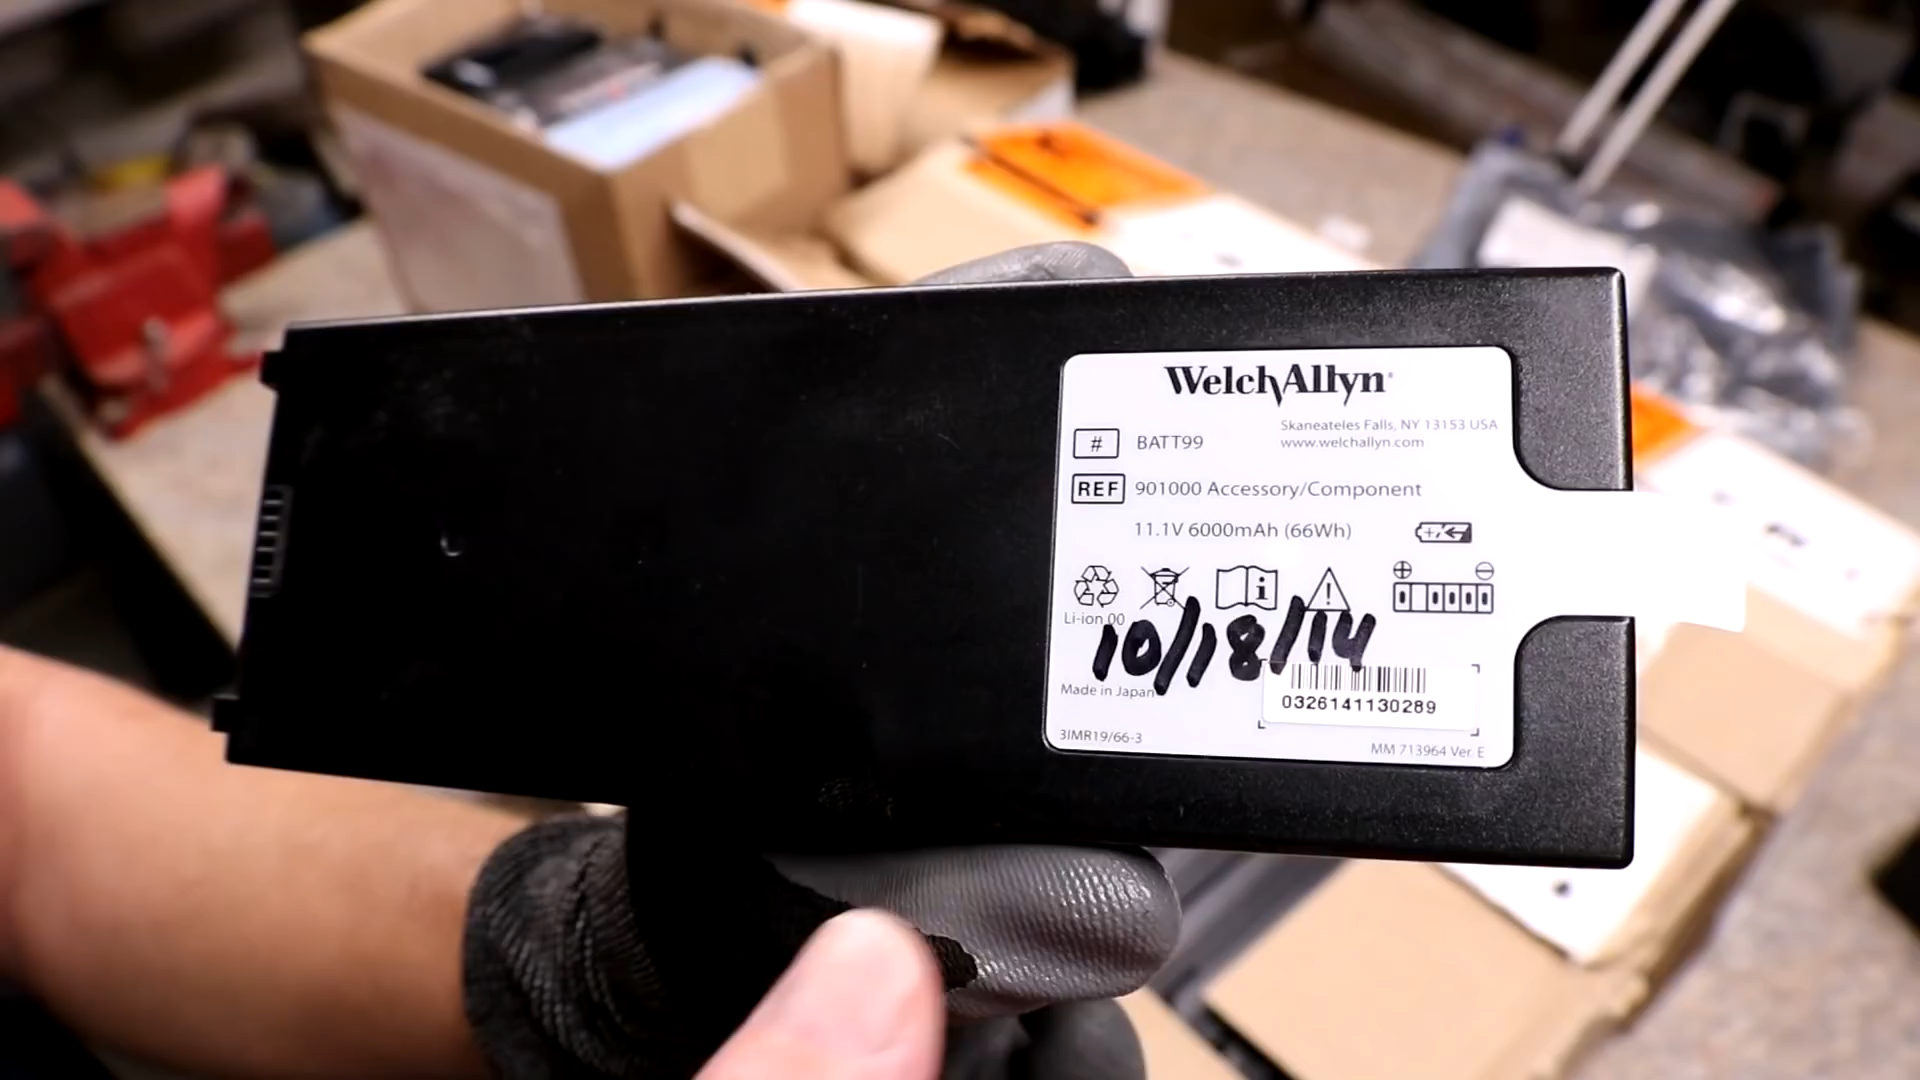 WelchAllyn®
Skaneateles Falls, NY 13153 USA
www.welchallyn.com
# BATT99
REF 901000 Accessory/Component
11.1V 6000mAh (66Wh)
Li-ion 00
10/18/14
Made in Japan
0326141130289
3IMR19/66-3
MM 713964 Ver. E